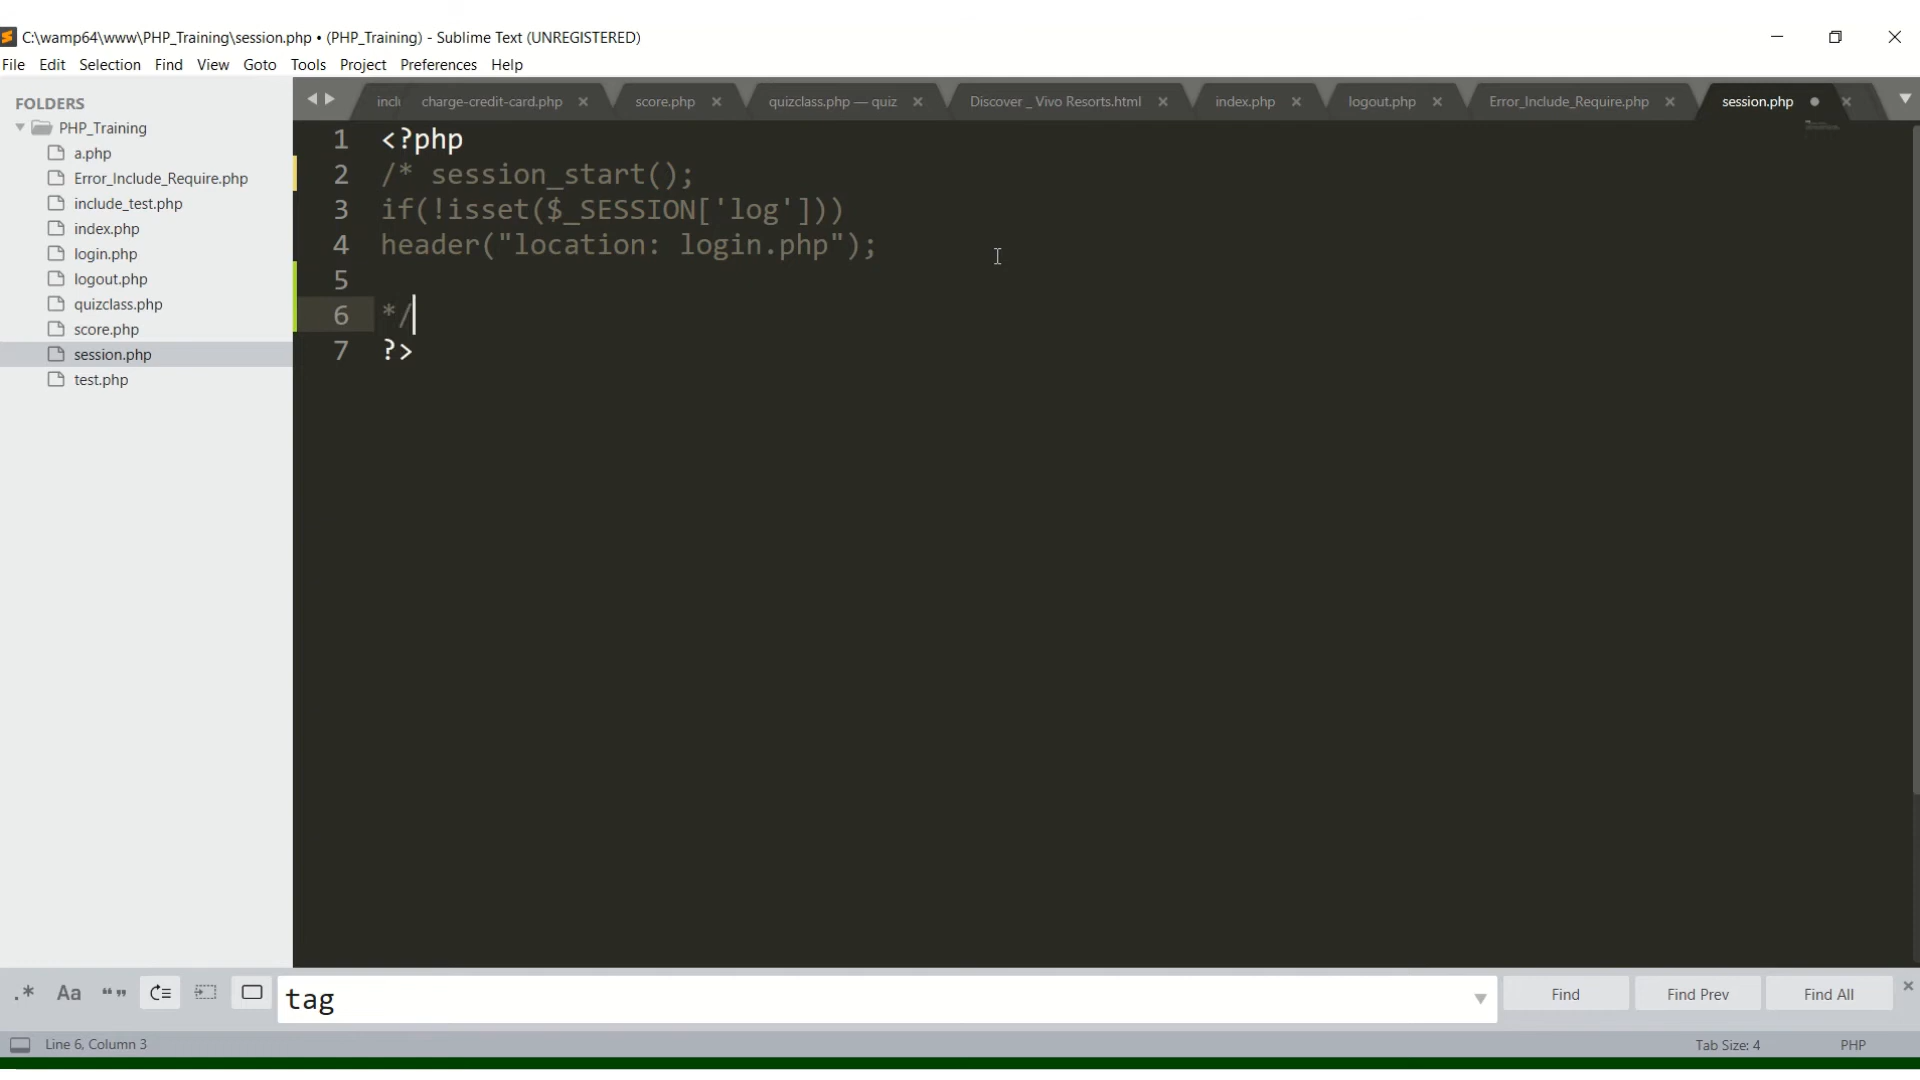 C:\wamp64\www\PHP_Training\session.php • (PHP_Training) - Sublime Text (UNREGISTERED)
File Edit Selection Find View Goto Tools Project Preferences Help
FOLDERS
PHP_Training
a.php
Error_Include_Require.php
include_test.php
index.php
login.php
logout.php
quizclass.php
score.php
session.php
test.php
charge-credit-card.php score.php quizclass.php — quiz Discover _ Vivo Resorts.html index.php logout.php Error_Include_Require.php session.php
1 <?php
2 /* session_start();
3 if(!isset($_SESSION['log']))
4 header("location: login.php");
5
6 */
7 ?>
.* Aa “” tag Find Find Prev Find All
Line 6, Column 3 Tab Size: 4 PHP